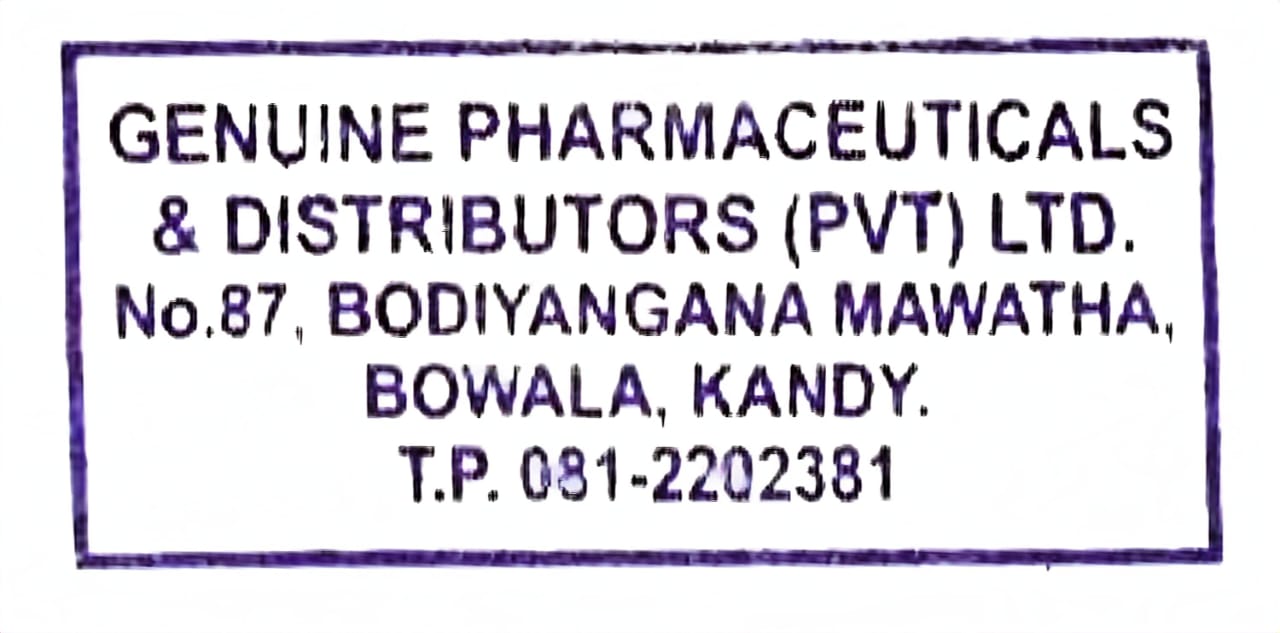 GENUINE PHARMACEUTICALS
& DISTRIBUTORS (PVT) LTD.
No.87, BODIYANGANA MAWATHA,
BOWALA, KANDY.
T.P. 081-2202381